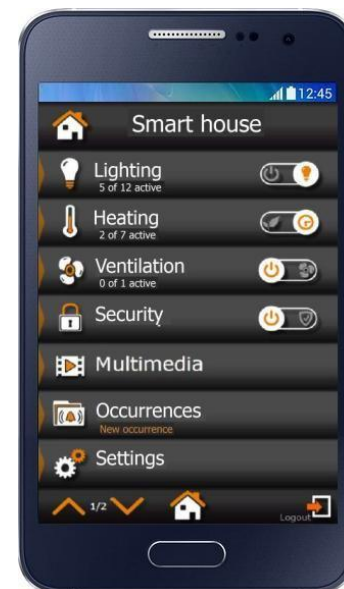 12:45
Smart house
Lighting
5 of 12 active
Heating
2 of 7 active
Ventilation
0 of 1 active
Security
Multimedia
Occurrences
New occurrence
Settings
1/2
Logout